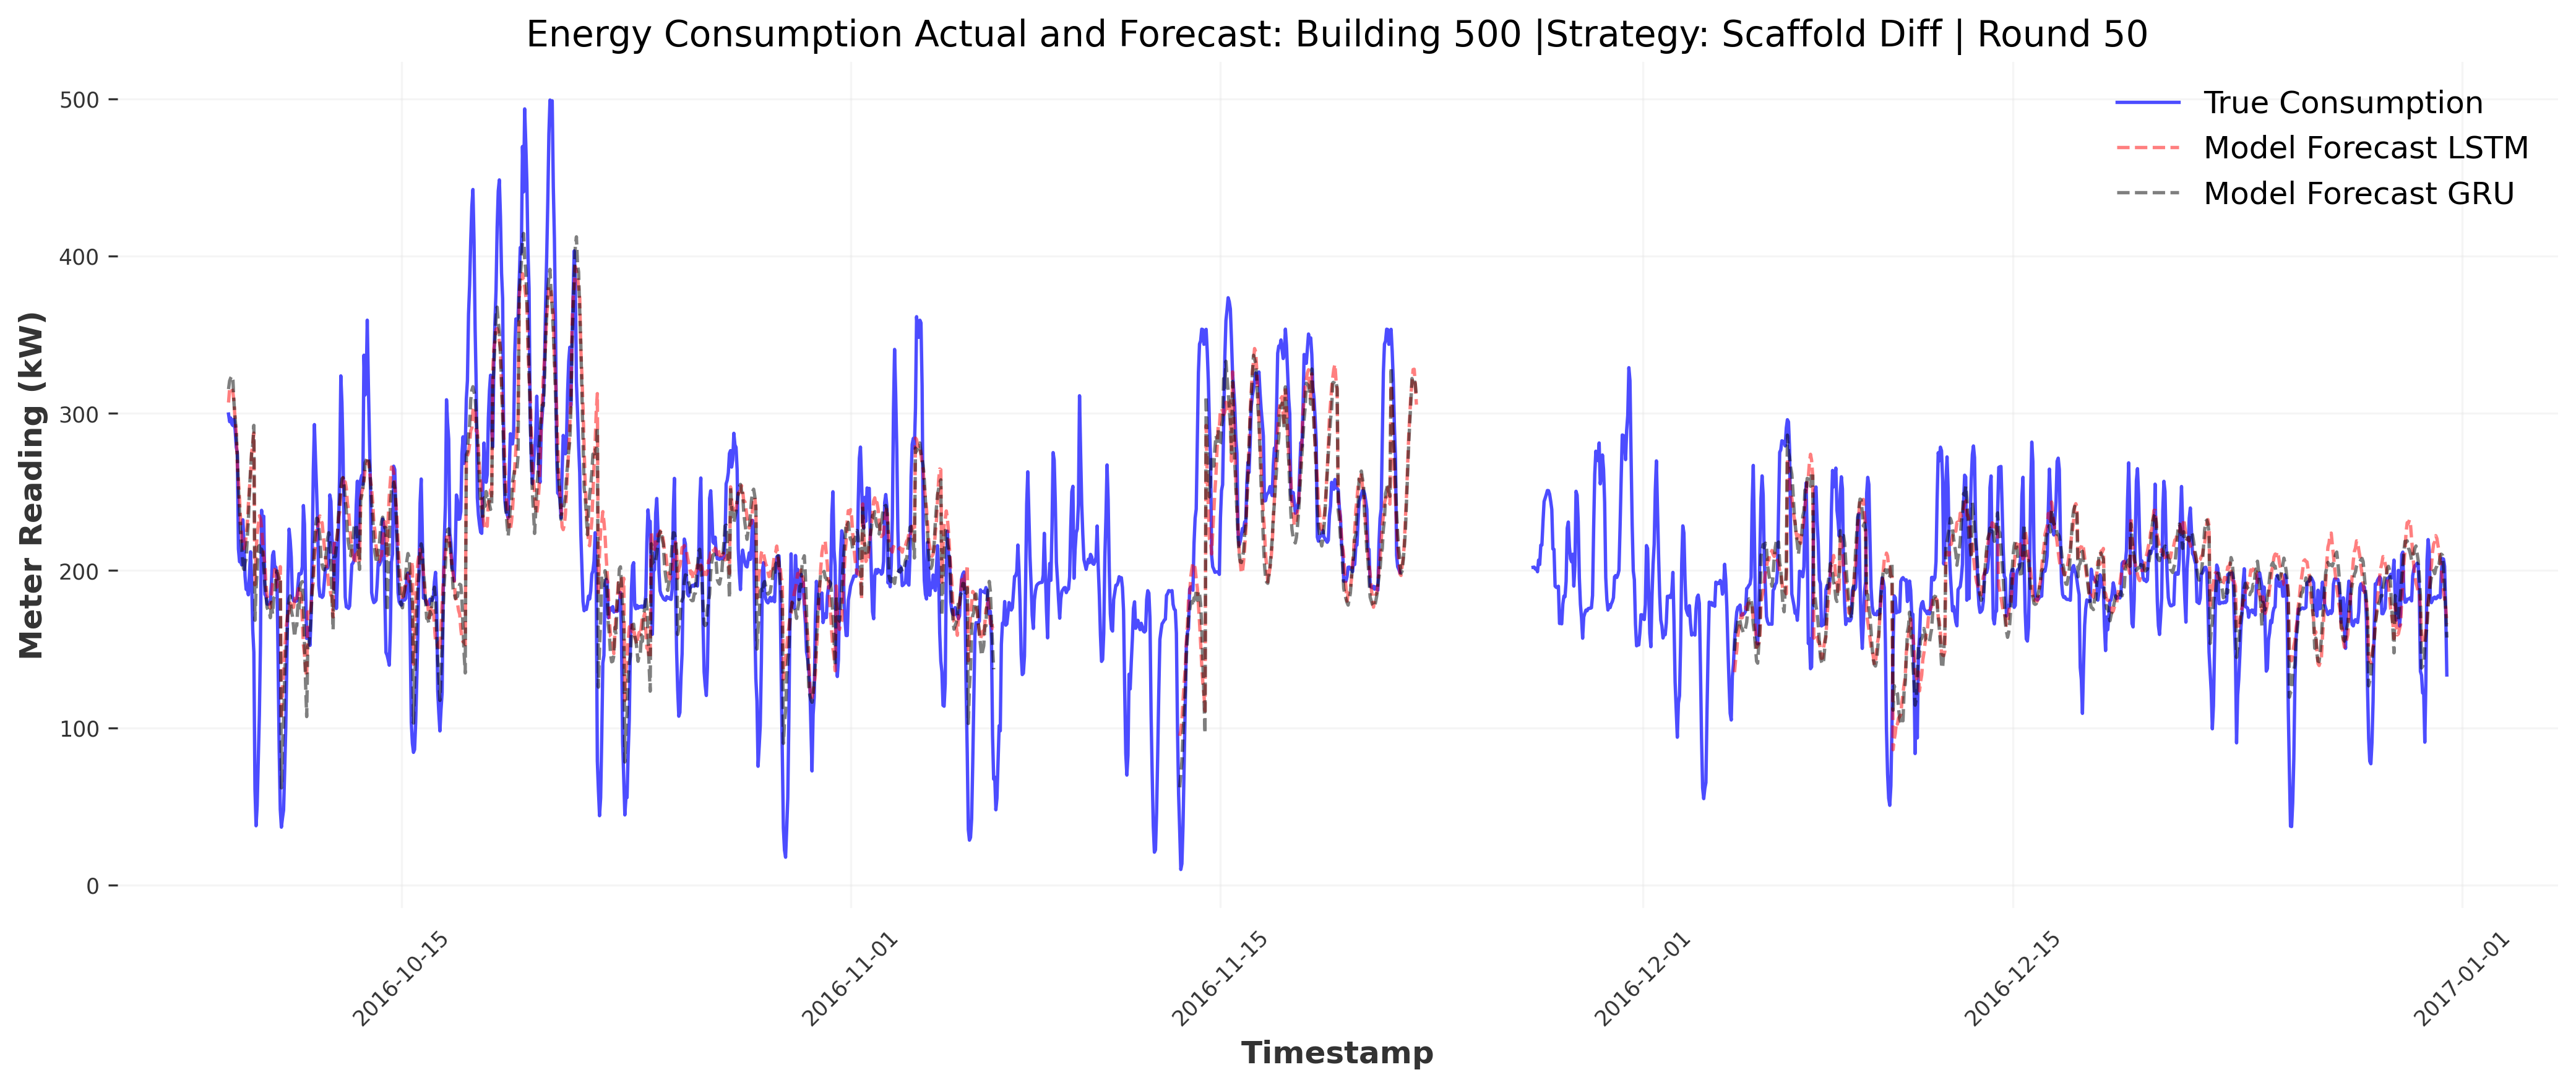 Energy Consumption Actual and Forecast: Building 500 |Strategy: Scaffold Diff | Round 50
True Consumption
Model Forecast LSTM
Model Forecast GRU
Meter Reading (kW)
500
400
300
200
100
0
2016-10-15
2016-11-01
2016-11-15
2016-12-01
2016-12-15
2017-01-01
Timestamp